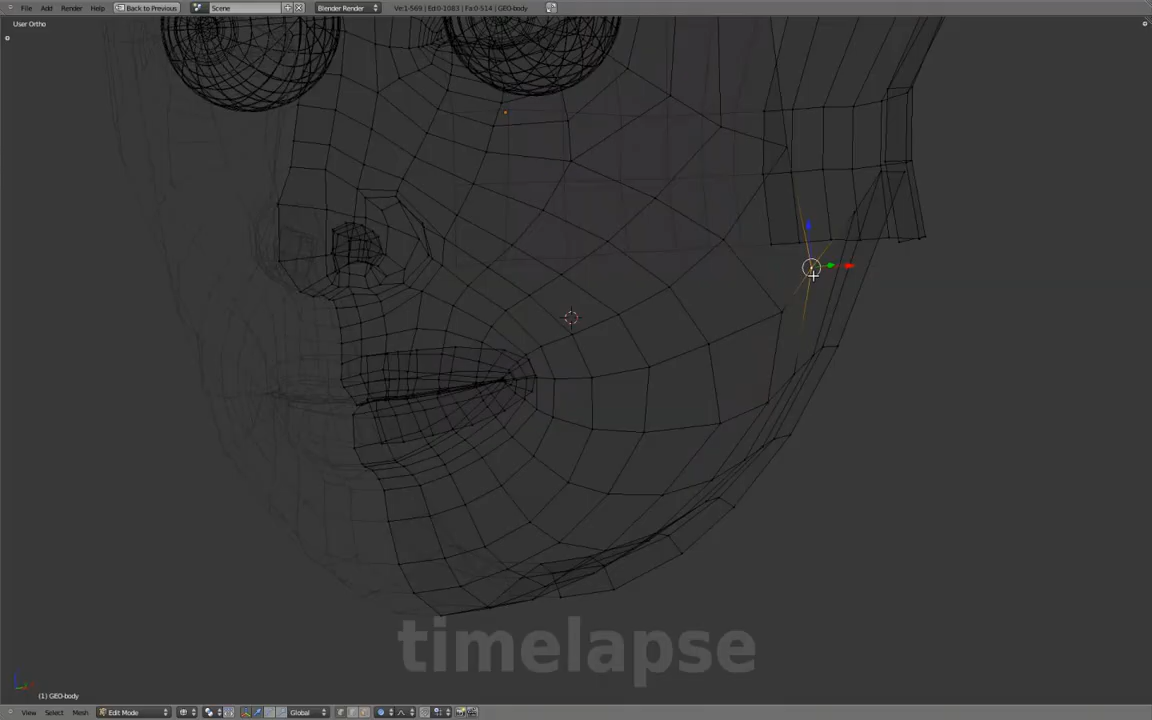 File Add Render Help Back to Previous Scene Blender Render Ve:1-569 | Ed:0-1083 | Fa:0-514 | GEO-body
User Ortho
timelapse
(1) GEO-body
View Select Mesh Edit Mode Global